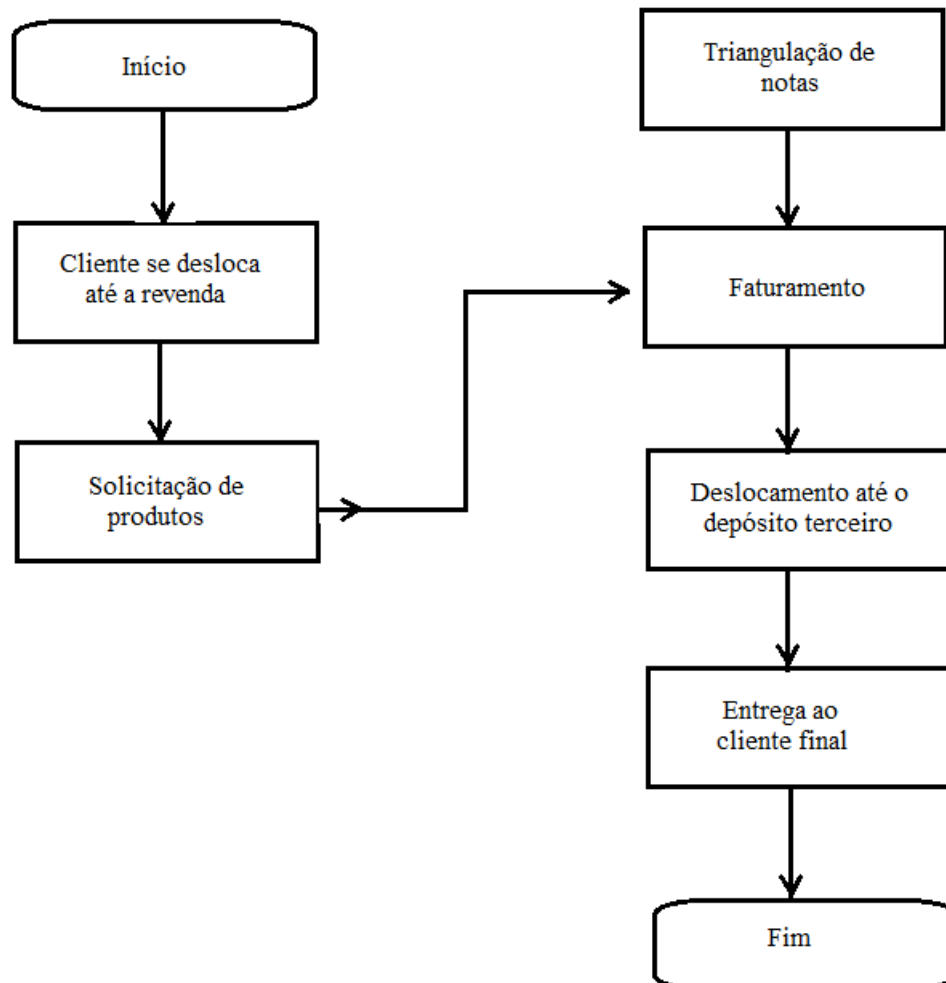 Início
Cliente se desloca
até a revenda
Solicitação de
produtos
Triangulação de
notas
Faturamento
Deslocamento até o
depósito terceiro
Entrega ao
cliente final
Fim